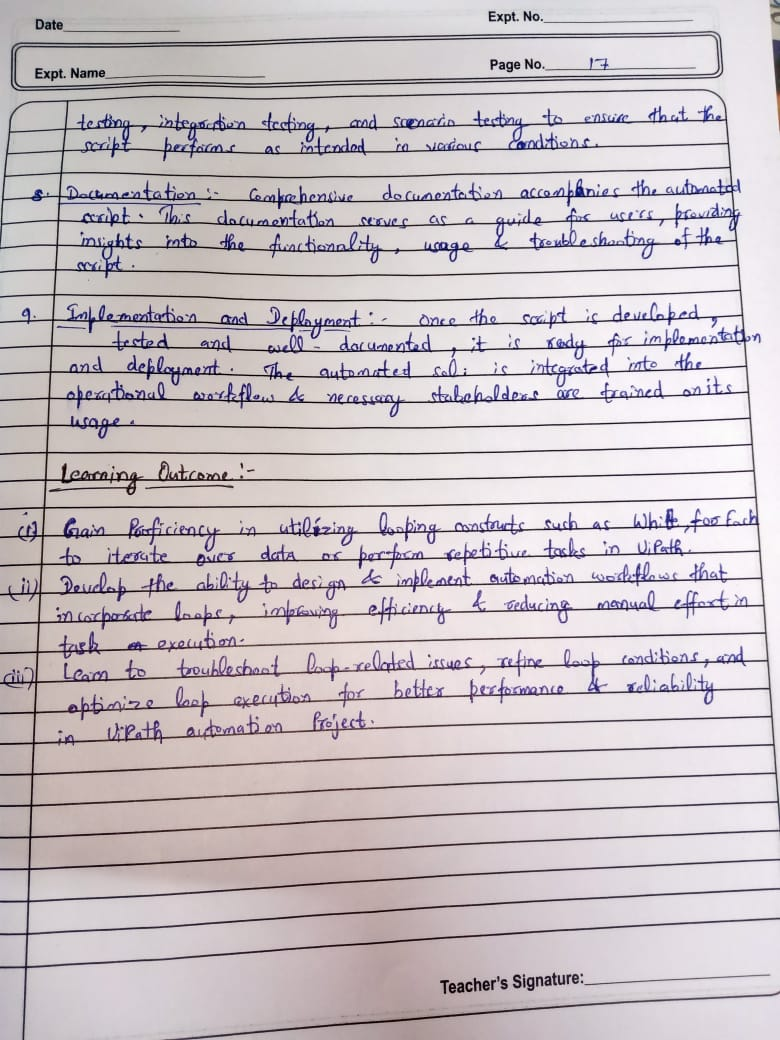 Date
Expt. No.
Expt. Name
Page No. 17
testing, integration testing, and scenario testing to ensure that the
script performs as intended in various conditions.
8. Documentation :- Comprehensive documentation accompanies the automated
script. This documentation serves as a guide for users, providing
insights into the functionality, usage & troubleshooting of the
script.
9. Implementation and Deployment :- Once the script is developed,
tested and well-documented, it is ready for implementation
and deployment. The automated sol: is integrated into the
operational workflow & necessary stakeholders are trained on its
usage.
Learning Outcome :-
(i) Gain Proficiency in utilizing looping constructs such as While, for Each
to iterate over data or perform repetitive tasks in UiPath.
(ii) Develop the ability to design & implement automation workflows that
incorporate loops, improving efficiency & reducing manual effort in
task execution.
(iii) Learn to troubleshoot loop-related issues, refine loop conditions, and
optimize loop execution for better performance & reliability
in UiPath automation Project.
Teacher's Signature: